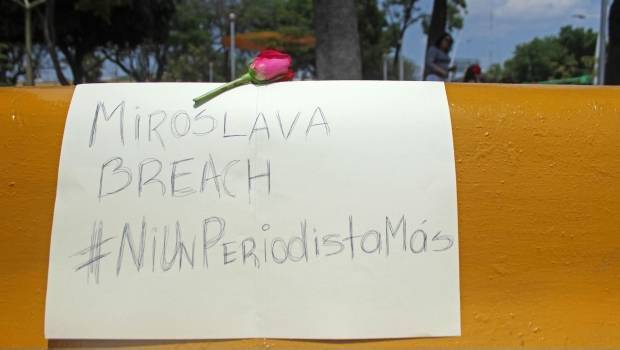 MiROSLAVA
BREACH
#NiUnPeriodistaMás